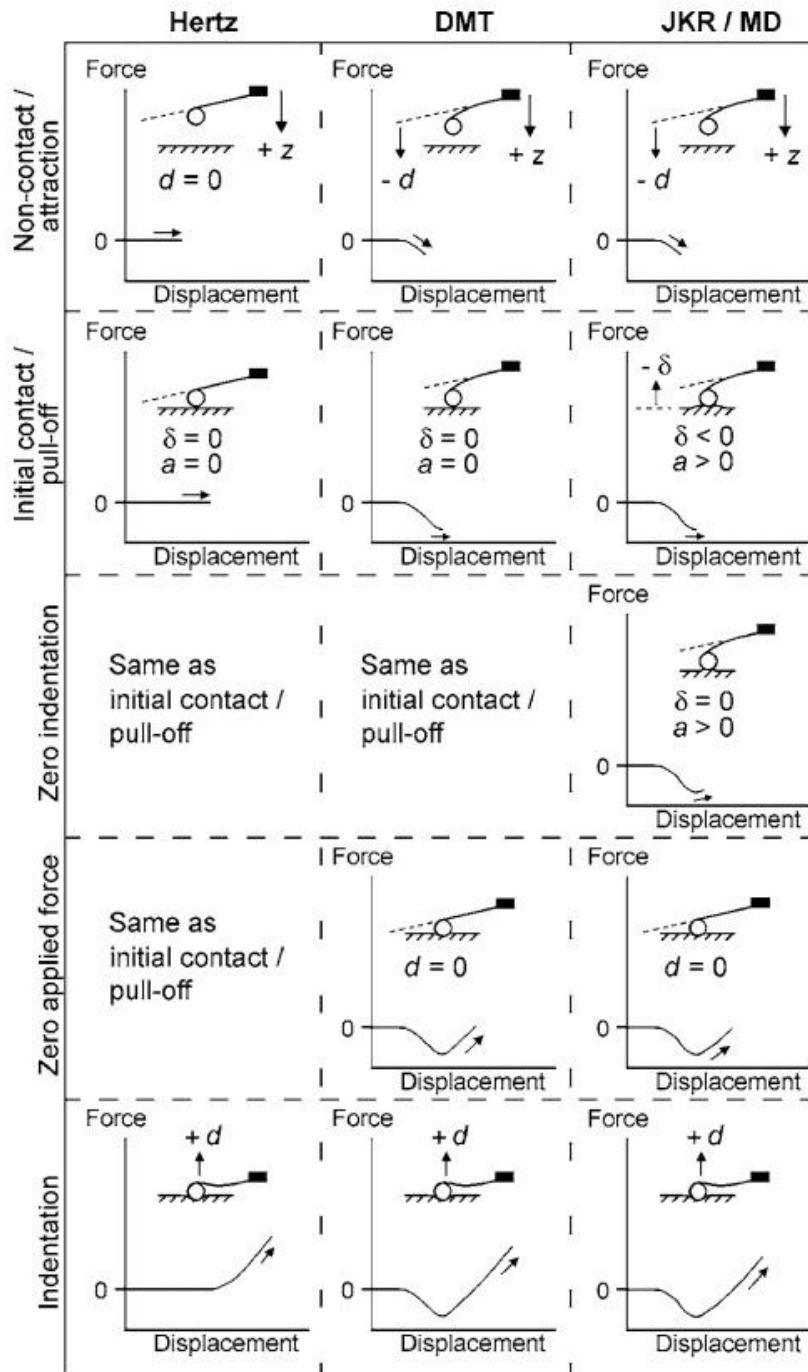 Hertz
DMT
JKR / MD
Non-contact /
attraction
Force
+ z
d = 0
0
Displacement
Force
- d
+ z
0
Displacement
Force
- d
+ z
0
Displacement
Initial contact /
pull-off
Force
δ = 0
a = 0
0
Displacement
Force
δ = 0
a = 0
0
Displacement
Force
- δ
δ < 0
a > 0
0
Displacement
Zero indentation
Same as
initial contact /
pull-off
Same as
initial contact /
pull-off
Force
δ = 0
a > 0
0
Displacement
Zero applied force
Same as
initial contact /
pull-off
Force
d = 0
0
Displacement
Force
d = 0
0
Displacement
Indentation
Force
+ d
0
Displacement
Force
+ d
0
Displacement
Force
+ d
0
Displacement